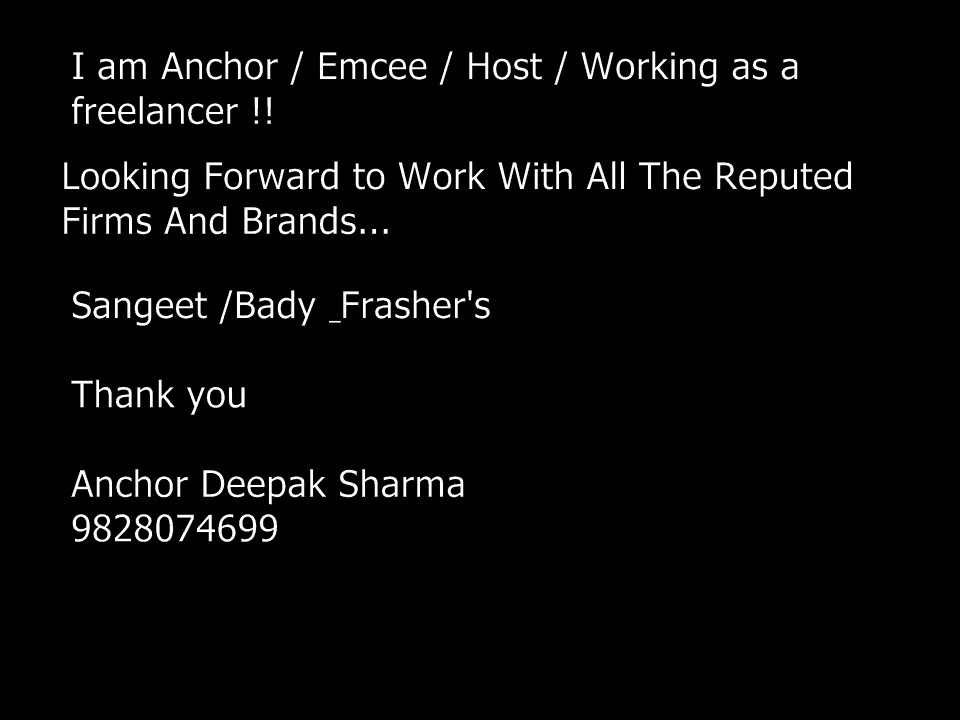 I am Anchor / Emcee / Host / Working as a
freelancer !!
Looking Forward to Work With All The Reputed
Firms And Brands...
Sangeet /Bady _Frasher's
Thank you
Anchor Deepak Sharma
9828074699